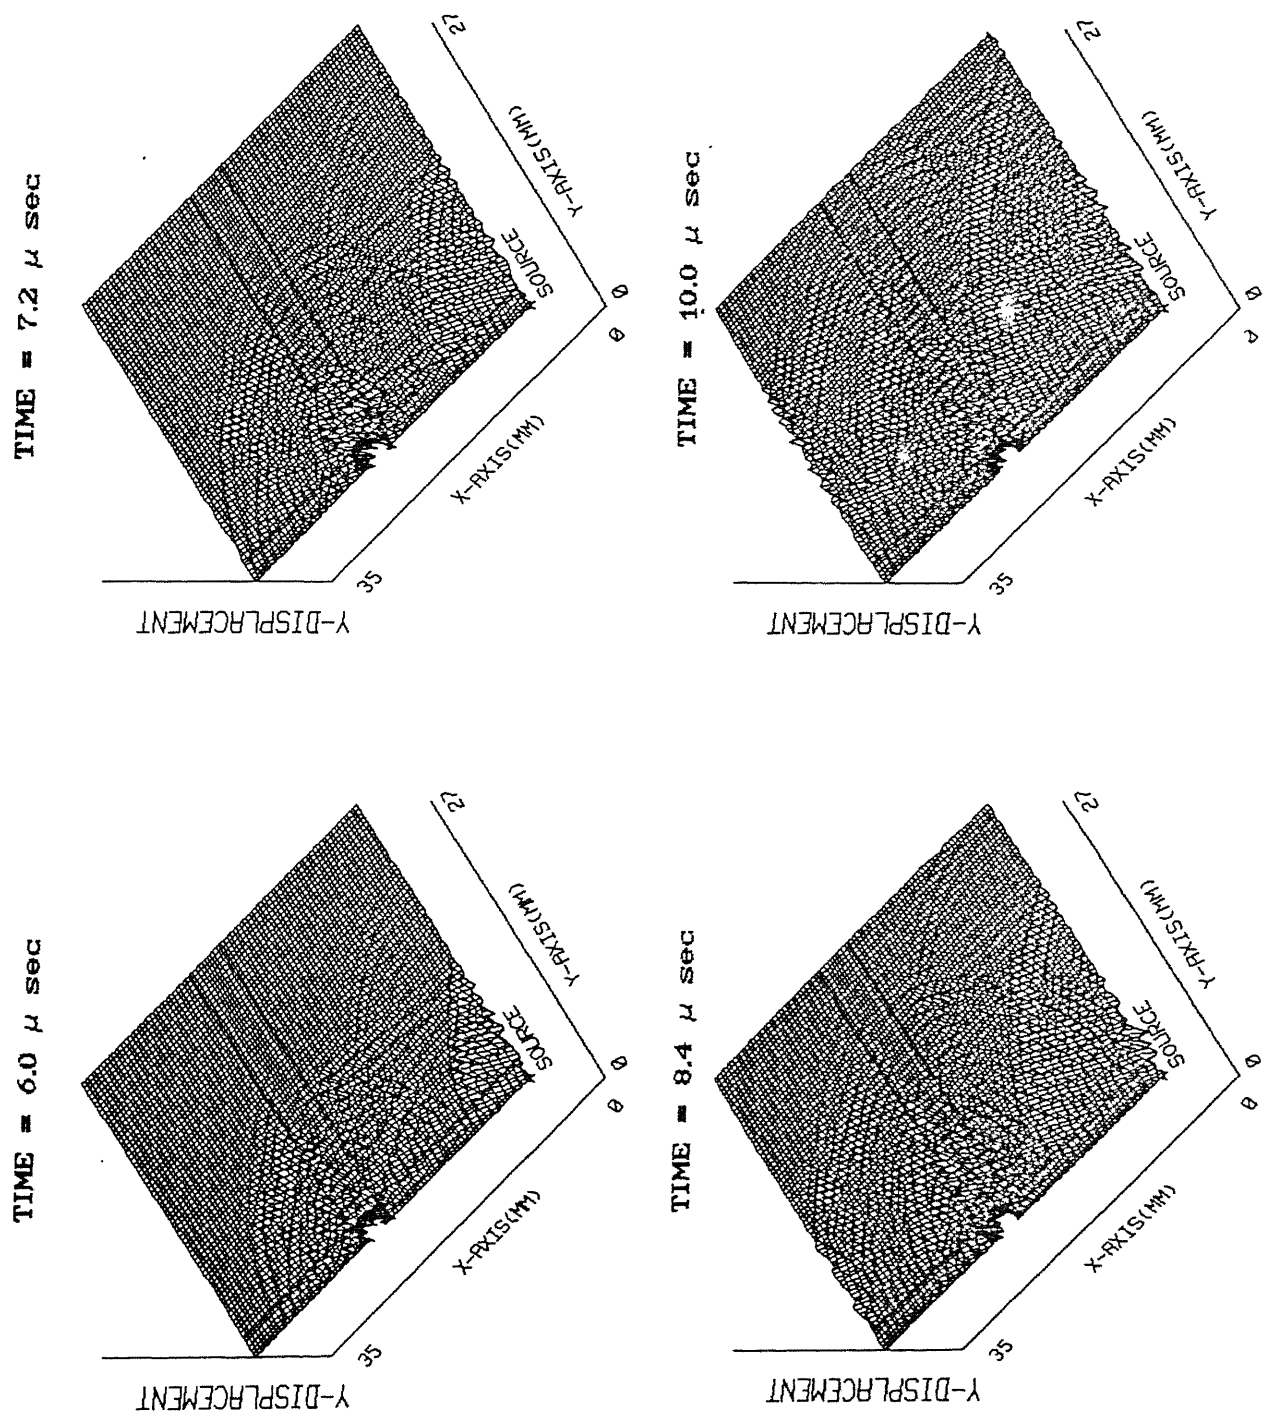 TIME = 6.0 μ sec
Y-DISPLACEMENT
35
X-AXIS(MM)
0
0
Y-AXIS(MM)
27
SOURCE
TIME = 7.2 μ sec
Y-DISPLACEMENT
35
X-AXIS(MM)
0
0
Y-AXIS(MM)
27
SOURCE
TIME = 8.4 μ sec
Y-DISPLACEMENT
35
X-AXIS(MM)
0
0
Y-AXIS(MM)
27
SOURCE
TIME = 10.0 μ sec
Y-DISPLACEMENT
35
X-AXIS(MM)
0
Y-AXIS(MM)
27
SOURCE